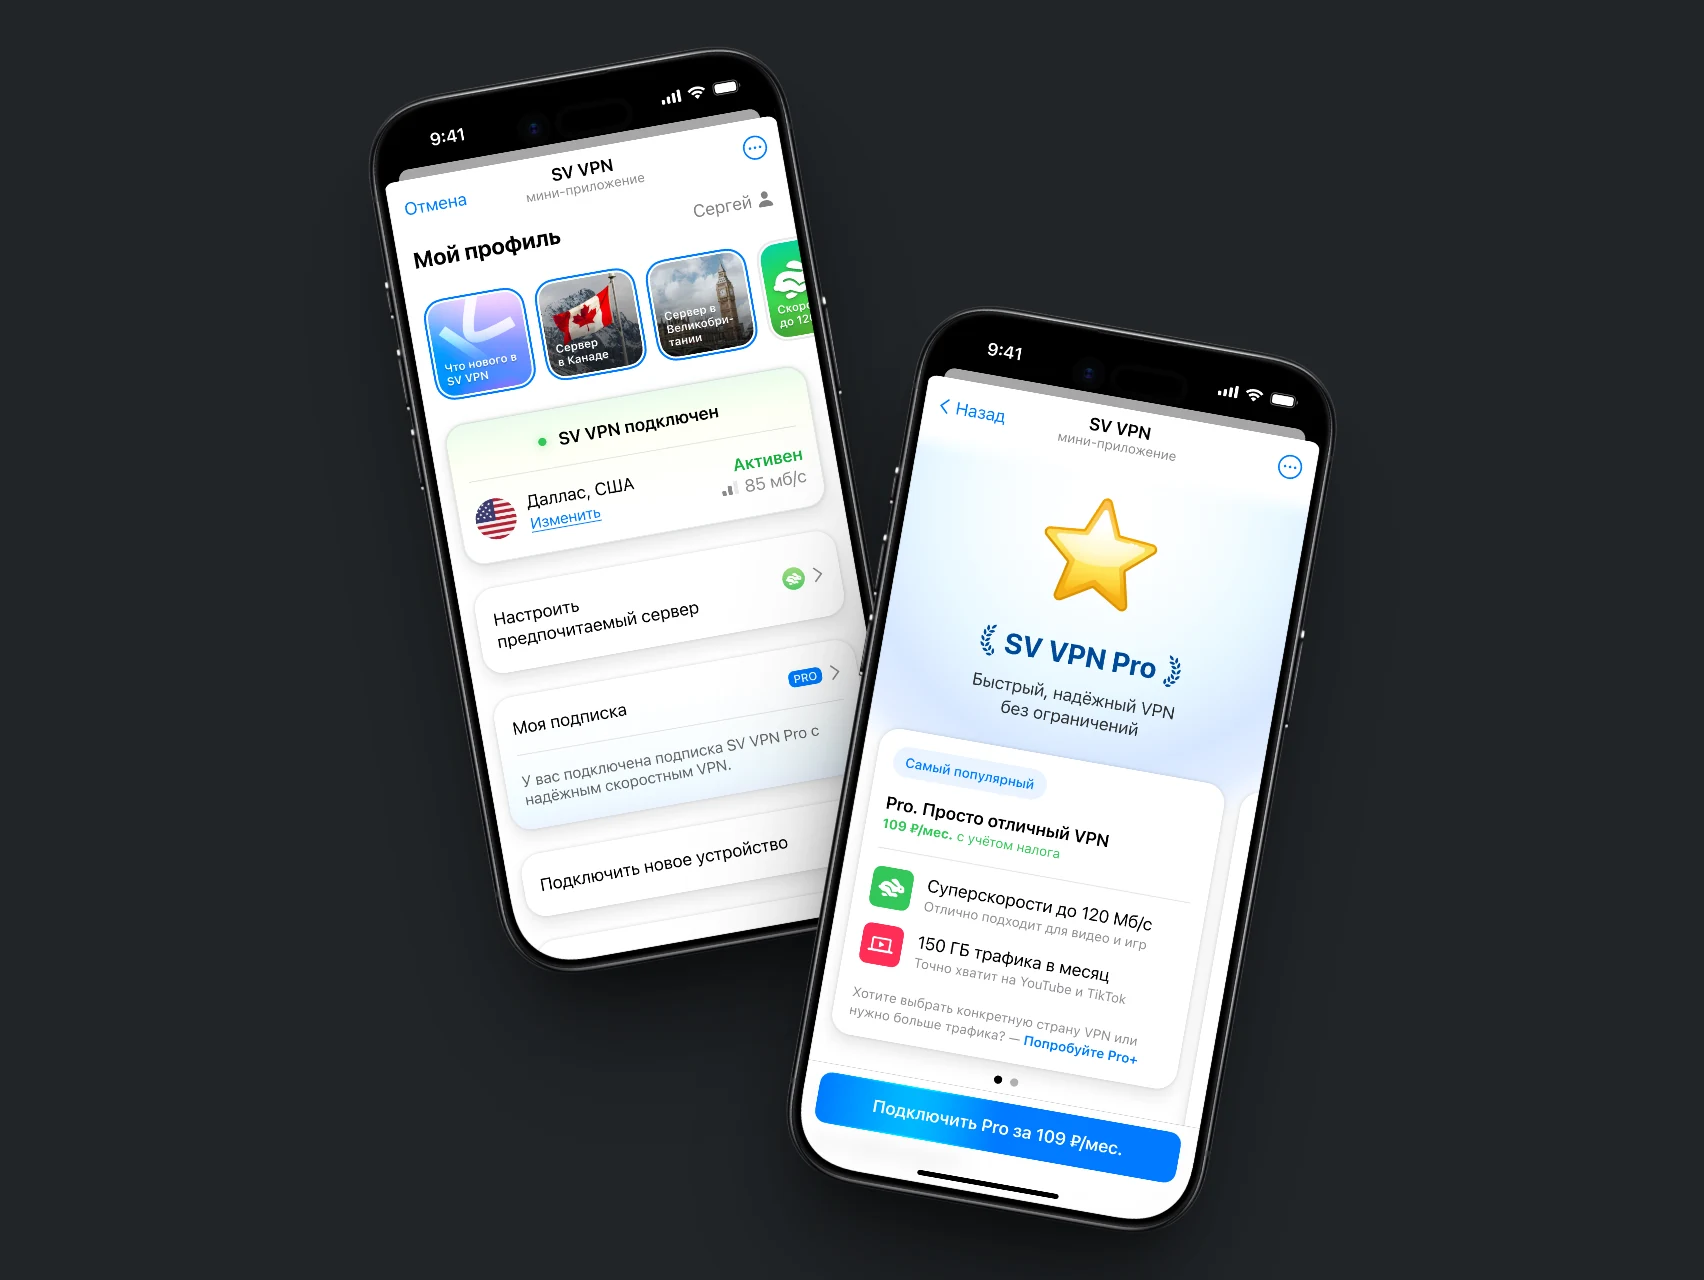 9:41
Отмена
SV VPN
мини-приложение
Сергей
Мой профиль
Что нового в
SV VPN
Сервер
в Канаде
Сервер в
Великобри-
тании
Скоро
до 12
SV VPN подключен
Даллас, США
Изменить
Активен
85 мб/с
Настроить
предпочитаемый сервер
Моя подписка
PRO
У вас подключена подписка SV VPN Pro с
надёжным скоростным VPN.
Подключить новое устройство
9:41
Назад
SV VPN
мини-приложение
SV VPN Pro
Быстрый, надёжный VPN
без ограничений
Самый популярный
Pro. Просто отличный VPN
109 ₽/мес. с учётом налога
Суперскорости до 120 Мб/с
Отлично подходит для видео и игр
150 ГБ трафика в месяц
Точно хватит на YouTube и TikTok
Хотите выбрать конкретную страну VPN или
нужно больше трафика? — Попробуйте Pro+
Подключить Pro за 109 ₽/мес.